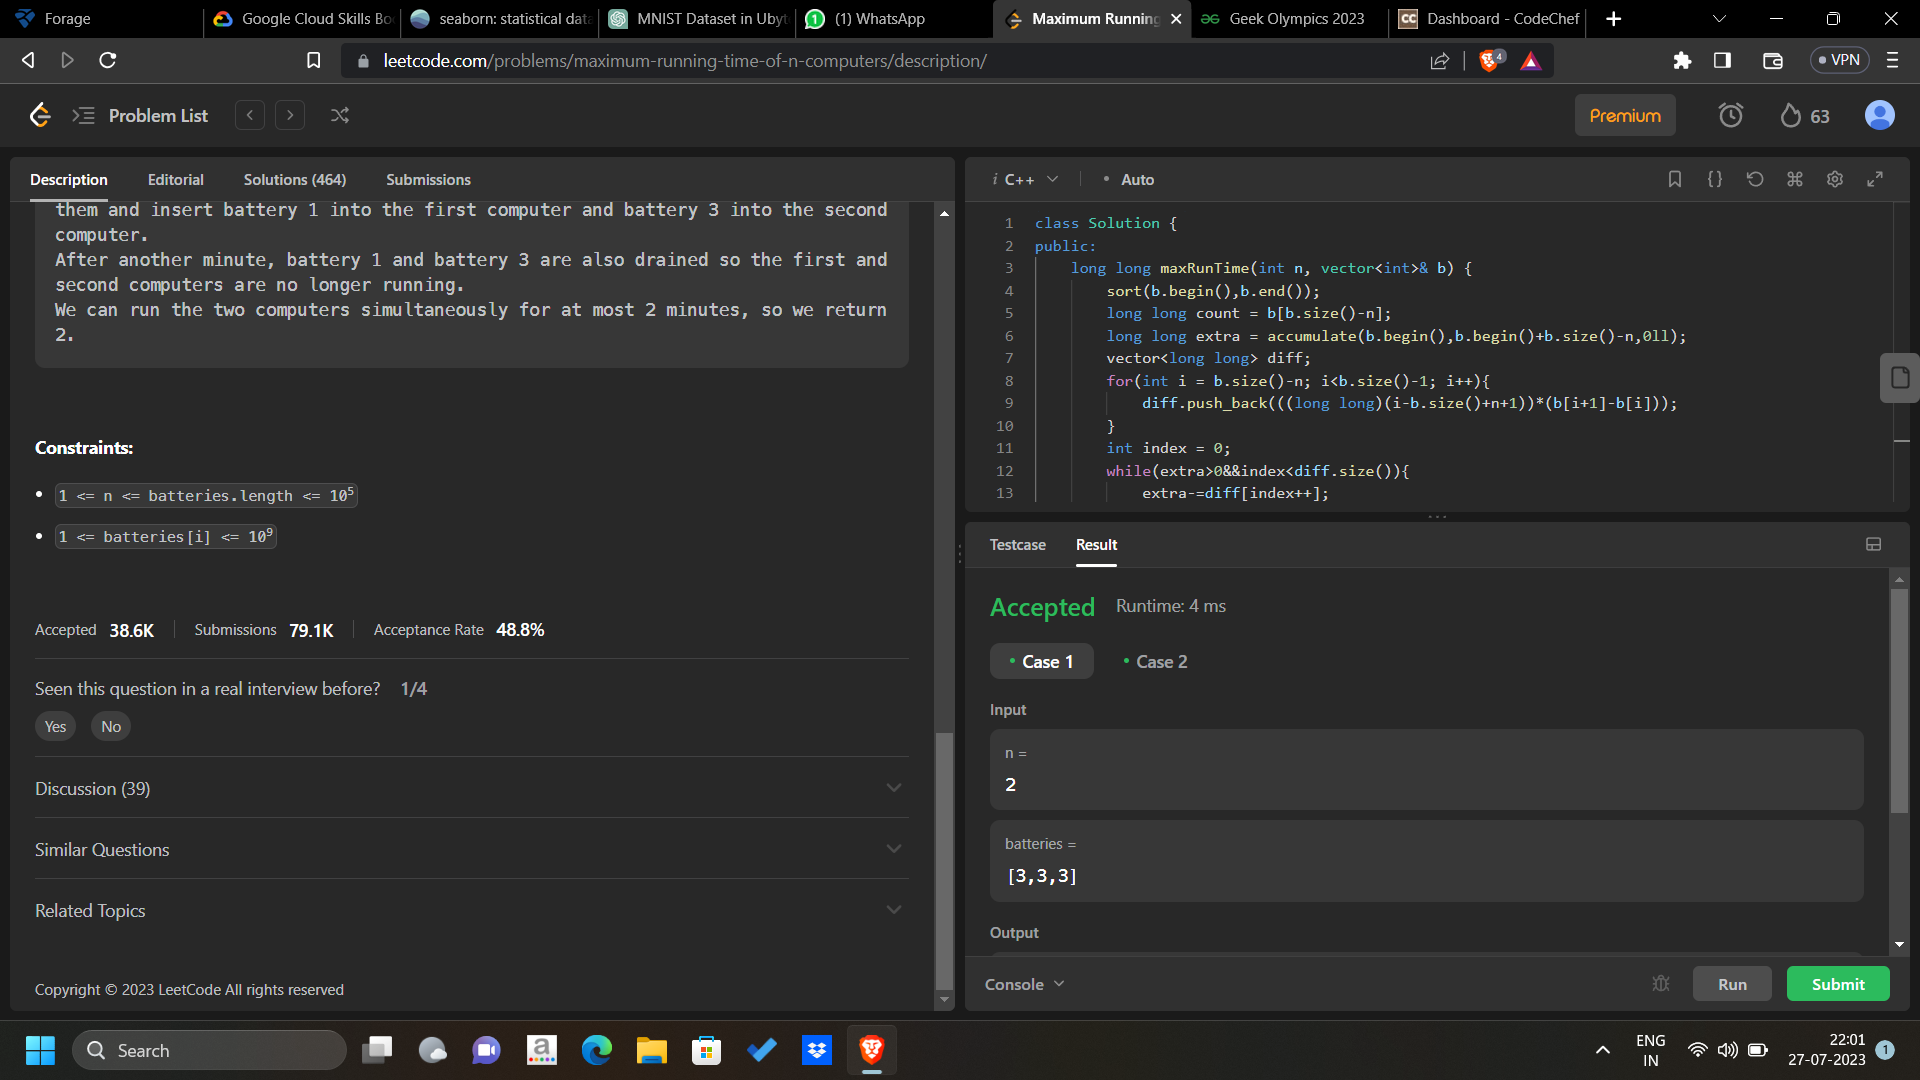 Forage
Google Cloud Skills Bo
seaborn: statistical data
MNIST Dataset in Ubyt
(1) WhatsApp
Maximum Running
Geek Olympics 2023
Dashboard - CodeChef
leetcode.com/problems/maximum-running-time-of-n-computers/description/
4
VPN
Problem List
Premium
63
Description
Editorial
Solutions (464)
Submissions
them and insert battery 1 into the first computer and battery 3 into the second
computer.
After another minute, battery 1 and battery 3 are also drained so the first and
second computers are no longer running.
We can run the two computers simultaneously for at most 2 minutes, so we return
2.
Constraints:
• 1 <= n <= batteries.length <= 10⁵
• 1 <= batteries[i] <= 10⁹
Accepted 38.6K
Submissions 79.1K
Acceptance Rate 48.8%
Seen this question in a real interview before? 1/4
Yes
No
Discussion (39)
Similar Questions
Related Topics
Copyright © 2023 LeetCode All rights reserved
i C++
• Auto
1 class Solution {
2 public:
3 long long maxRunTime(int n, vector<int>& b) {
4 sort(b.begin(),b.end());
5 long long count = b[b.size()-n];
6 long long extra = accumulate(b.begin(),b.begin()+b.size()-n,0ll);
7 vector<long long> diff;
8 for(int i = b.size()-n; i<b.size()-1; i++){
9 diff.push_back(((long long)(i-b.size()+n+1))*(b[i+1]-b[i]));
10 }
11 int index = 0;
12 while(extra>0&&index<diff.size()){
13 extra-=diff[index++];
Testcase
Result
Accepted Runtime: 4 ms
• Case 1
• Case 2
Input
n =
2
batteries =
[3,3,3]
Output
Console
Run
Submit
Search
ENG
IN
22:01
27-07-2023
1